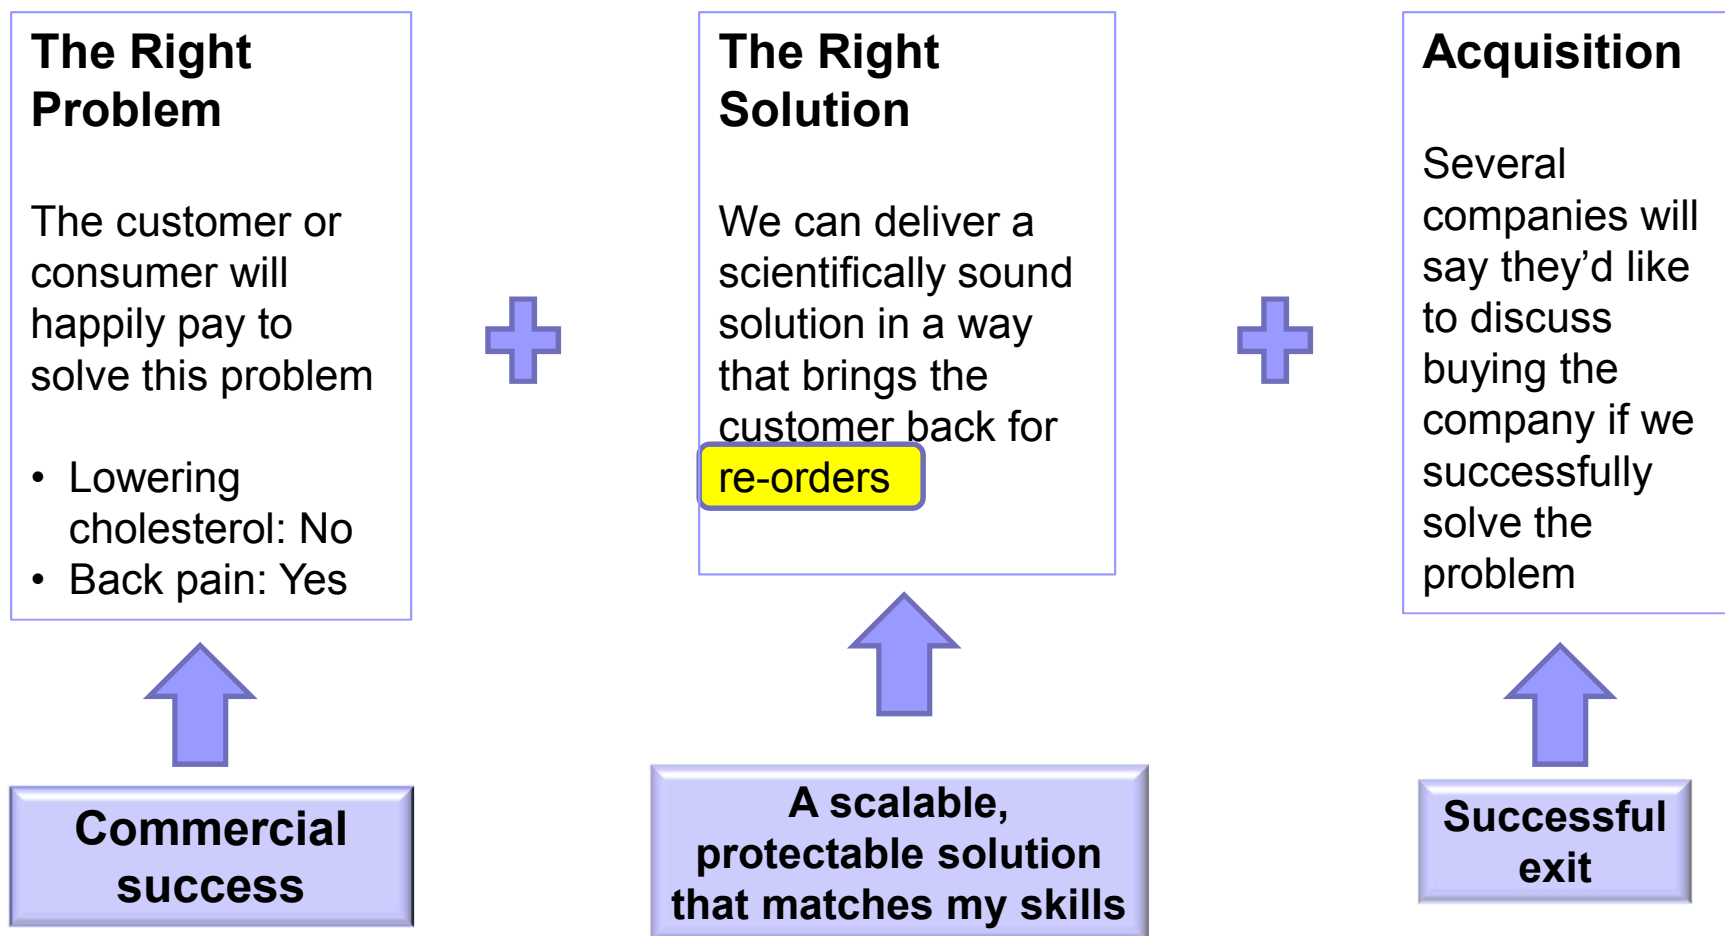 The Right
Problem
The customer or
consumer will
happily pay to
solve this problem
• Lowering
cholesterol: No
• Back pain: Yes
Commercial
success
The Right
Solution
We can deliver a
scientifically sound
solution in a way
that brings the
customer back for
re-orders
A scalable,
protectable solution
that matches my skills
Acquisition
Several
companies will
say they’d like
to discuss
buying the
company if we
successfully
solve the
problem
Successful
exit